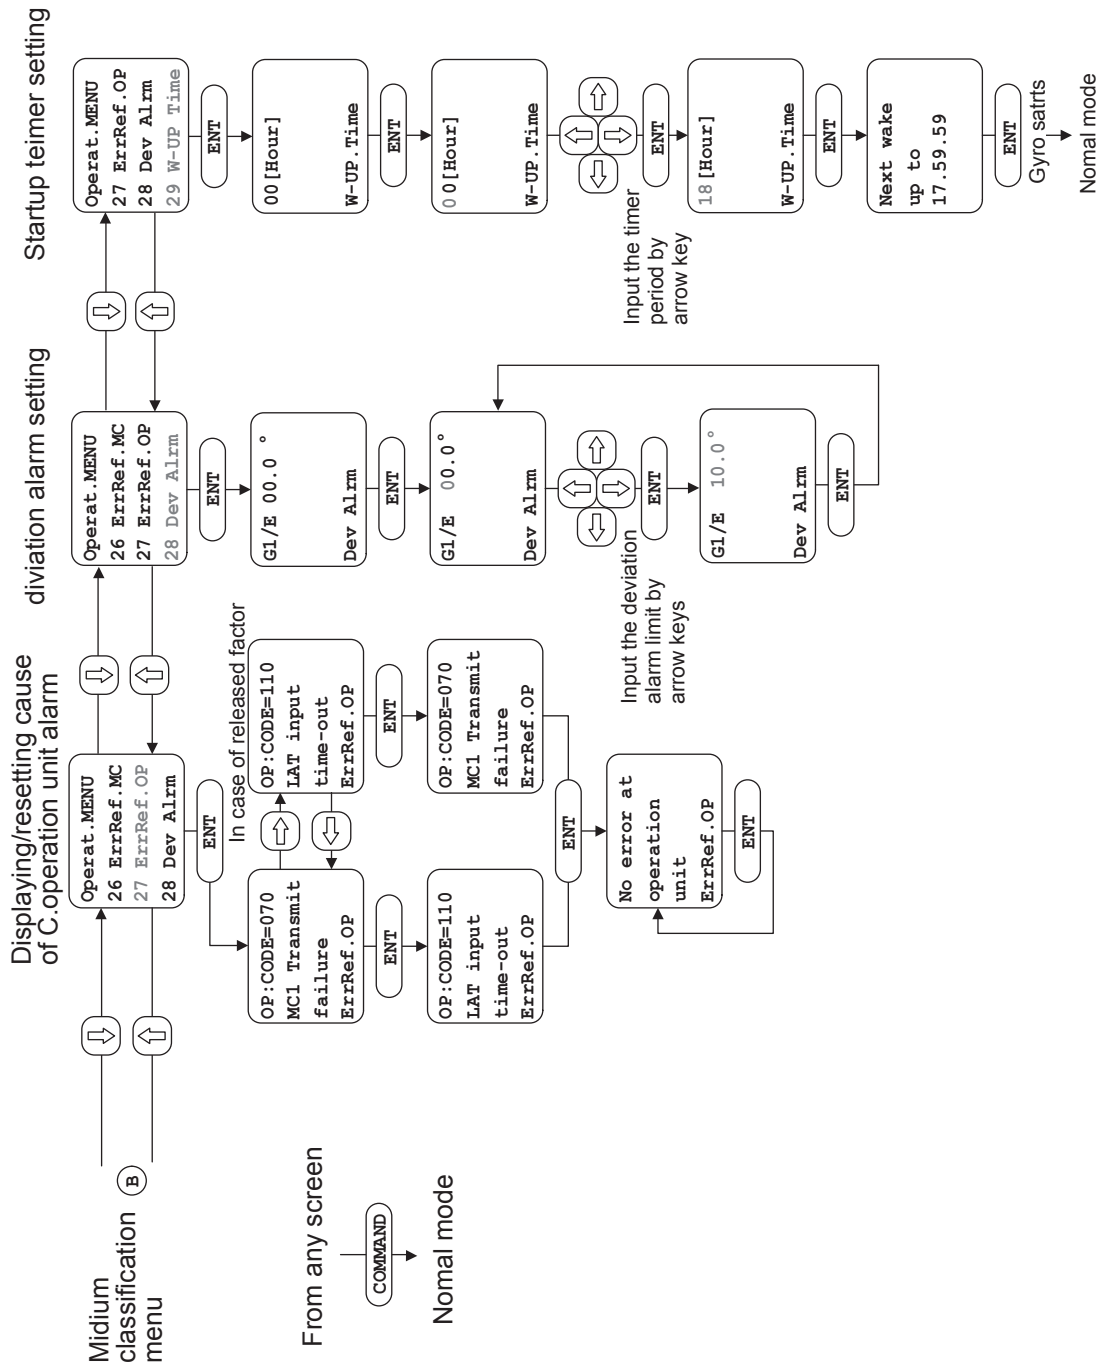 Midium
classification
menu
B
From any screen
COMMAND
Nomal mode
Displaying/resetting cause
of C.operation unit alarm
Operat.MENU
26 ErrRef.MC
27 ErrRef.OP
28 Dev Alrm
ENT
In case of released factor
OP:CODE=070
MC1 Transmit
failure
ErrRef.OP
OP:CODE=110
LAT input
time-out
ErrRef.OP
ENT
ENT
OP:CODE=110
LAT input
time-out
ErrRef.OP
OP:CODE=070
MC1 Transmit
failure
ErrRef.OP
ENT
No error at
operation
unit
ErrRef.OP
ENT
diviation alarm setting
Operat.MENU
26 ErrRef.MC
27 ErrRef.OP
28 Dev Alrm
ENT
G1/E 00.0 °
Dev Alrm
ENT
G1/E 00.0°
Dev Alrm
Input the deviation
alarm limit by
arrow keys
ENT
G1/E 10.0°
Dev Alrm
ENT
Startup teimer setting
Operat.MENU
27 ErrRef.OP
28 Dev Alrm
29 W-UP Time
ENT
00[Hour]
W-UP.Time
ENT
00[Hour]
W-UP.Time
Input the timer
period by
arrow key
ENT
18[Hour]
W-UP.Time
ENT
Next wake
up to
17.59.59
ENT
Gyro satrts
Nomal mode